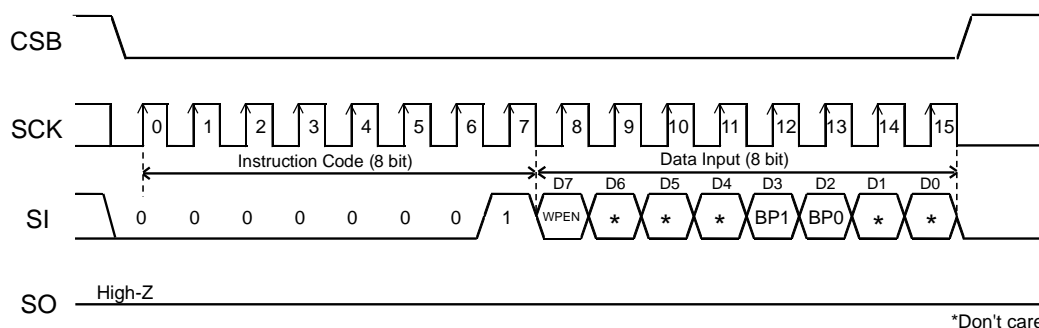 CSB
SCK 0 1 2 3 4 5 6 7 8 9 10 11 12 13 14 15
Instruction Code (8 bit) Data Input (8 bit)
D7 D6 D5 D4 D3 D2 D1 D0
SI 0 0 0 0 0 0 0 1 WPEN * * * BP1 BP0 * *
High-Z
SO
*Don't care